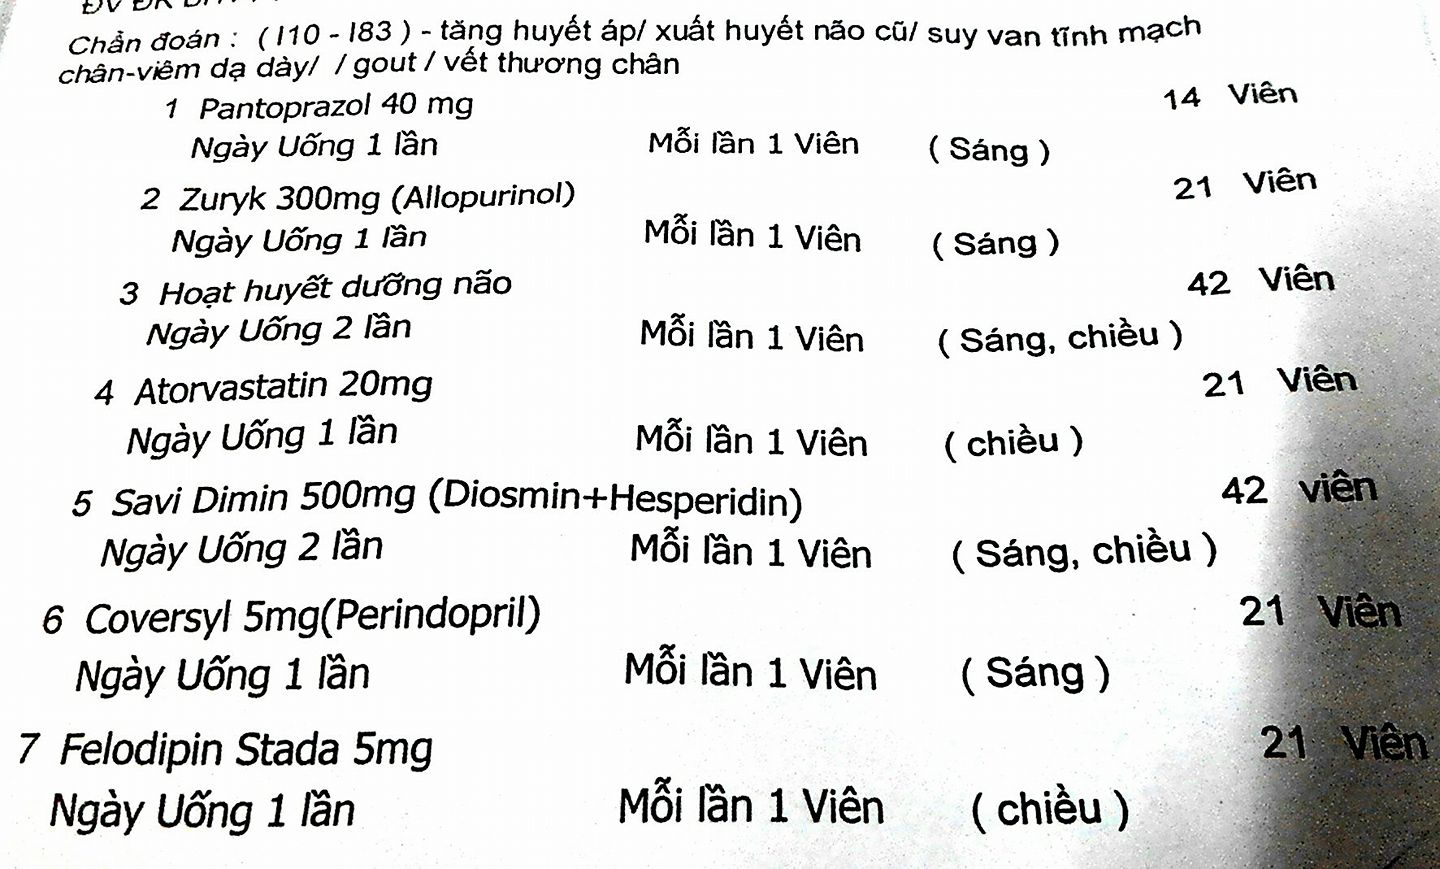 Chẩn đoán : ( I10 - I83 ) - tăng huyết áp/ xuất huyết não cũ/ suy van tĩnh mạch
chân-viêm dạ dày/ / gout / vết thương chân
1 Pantoprazol 40 mg 14 Viên
Ngày Uống 1 lần Mỗi lần 1 Viên ( Sáng )
2 Zuryk 300mg (Allopurinol) 21 Viên
Ngày Uống 1 lần Mỗi lần 1 Viên ( Sáng )
3 Hoạt huyết dưỡng não 42 Viên
Ngày Uống 2 lần Mỗi lần 1 Viên ( Sáng, chiều )
4 Atorvastatin 20mg 21 Viên
Ngày Uống 1 lần Mỗi lần 1 Viên ( chiều )
5 Savi Dimin 500mg (Diosmin+Hesperidin) 42 viên
Ngày Uống 2 lần Mỗi lần 1 Viên ( Sáng, chiều )
6 Coversyl 5mg(Perindopril) 21 Viên
Ngày Uống 1 lần Mỗi lần 1 Viên ( Sáng )
7 Felodipin Stada 5mg 21 Viên
Ngày Uống 1 lần Mỗi lần 1 Viên ( chiều )